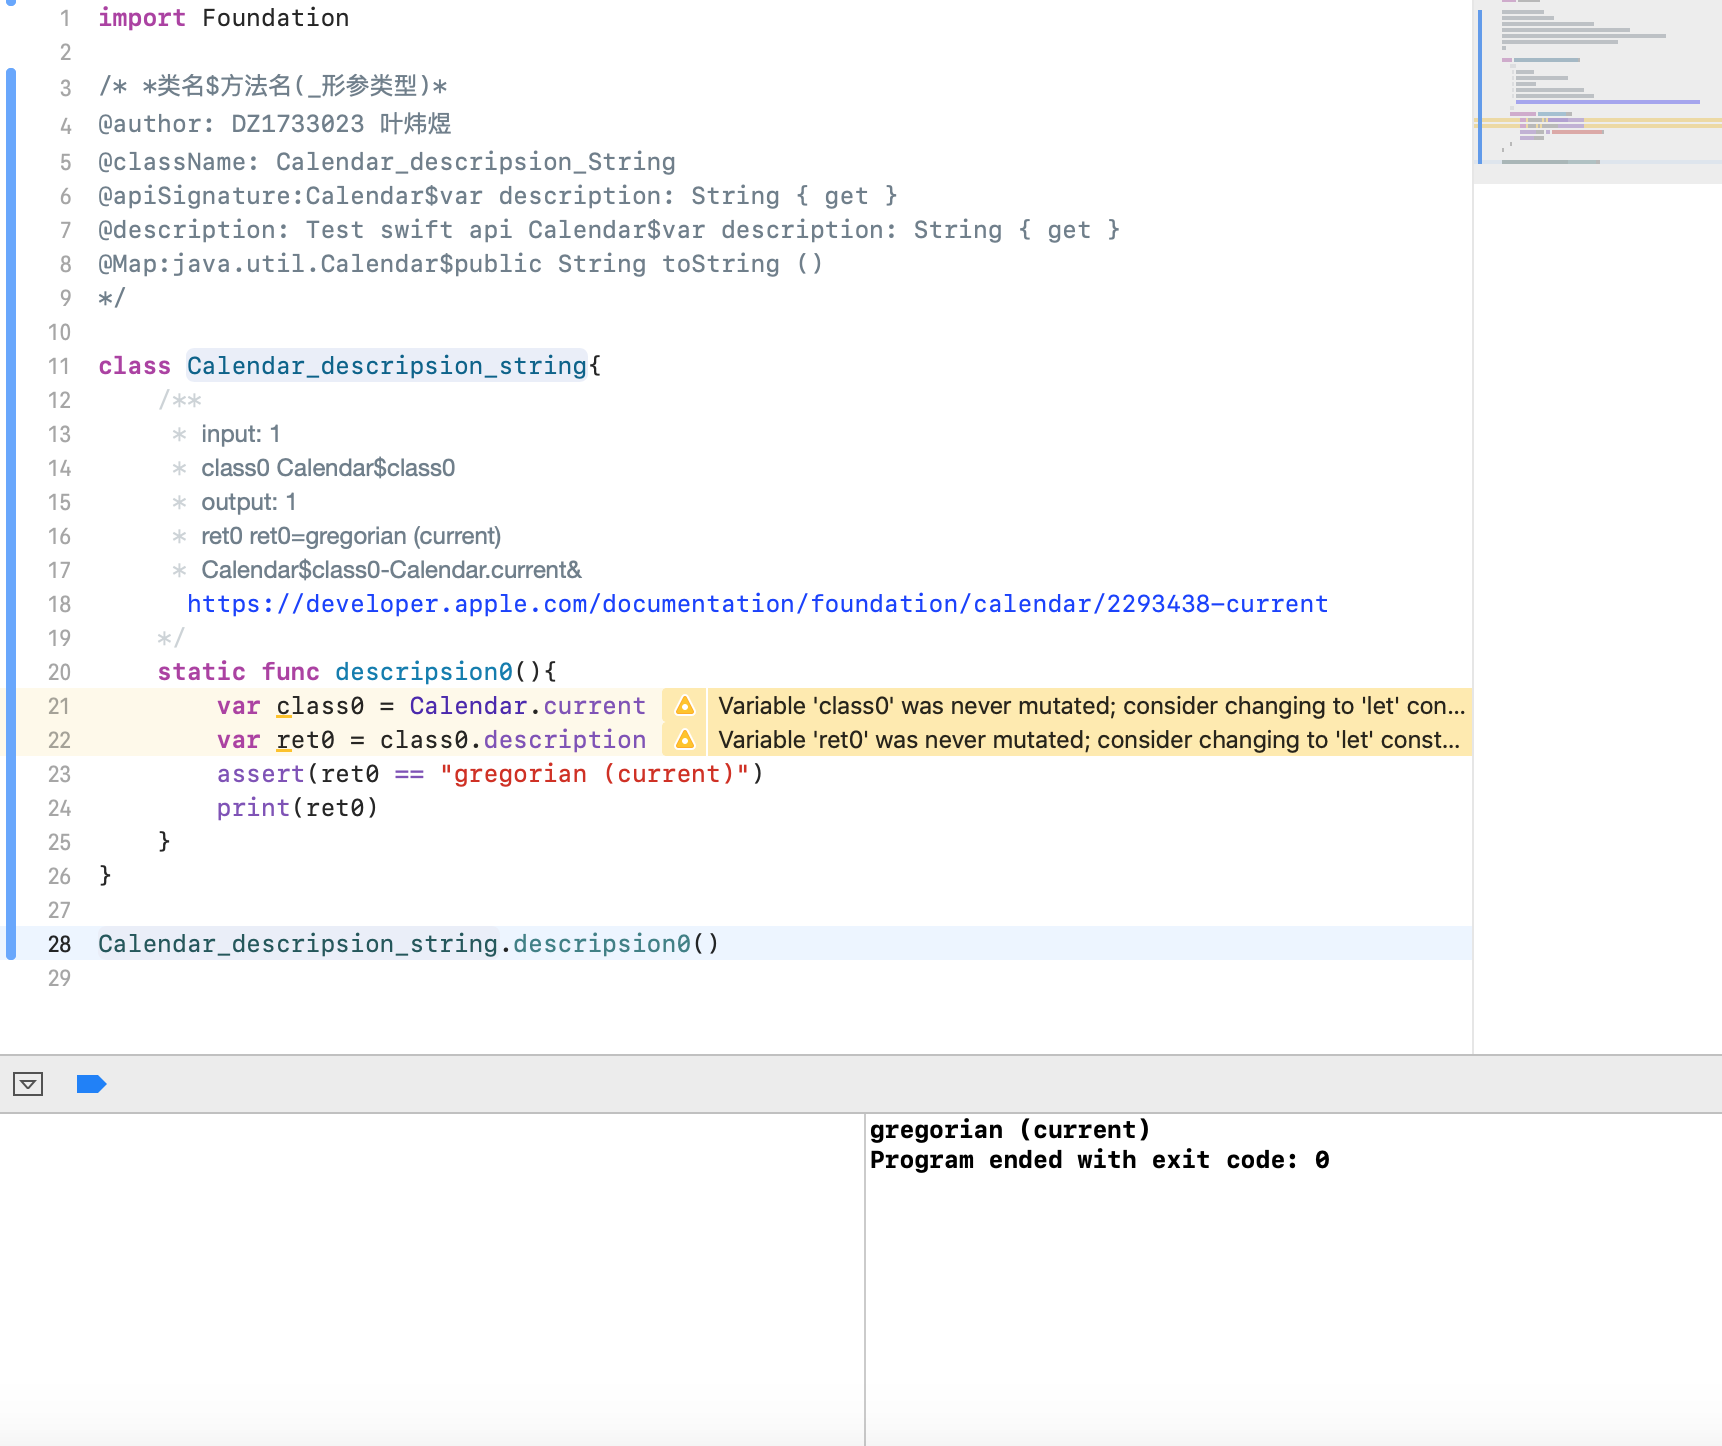 1 import Foundation
2
3 /* *类名$方法名(_形参类型)*
4 @author: DZ1733023 叶炜煜
5 @className: Calendar_descripsion_String
6 @apiSignature:Calendar$var description: String { get }
7 @description: Test swift api Calendar$var description: String { get }
8 @Map:java.util.Calendar$public String toString ()
9 */
10
11 class Calendar_descripsion_string{
12 /**
13 * input: 1
14 * class0 Calendar$class0
15 * output: 1
16 * ret0 ret0=gregorian (current)
17 * Calendar$class0-Calendar.current&
18 https://developer.apple.com/documentation/foundation/calendar/2293438-current
19 */
20 static func descripsion0(){
21 var class0 = Calendar.current Variable 'class0' was never mutated; consider changing to 'let' con...
22 var ret0 = class0.description Variable 'ret0' was never mutated; consider changing to 'let' const...
23 assert(ret0 == "gregorian (current)")
24 print(ret0)
25 }
26 }
27
28 Calendar_descripsion_string.descripsion0()
29
gregorian (current)
Program ended with exit code: 0